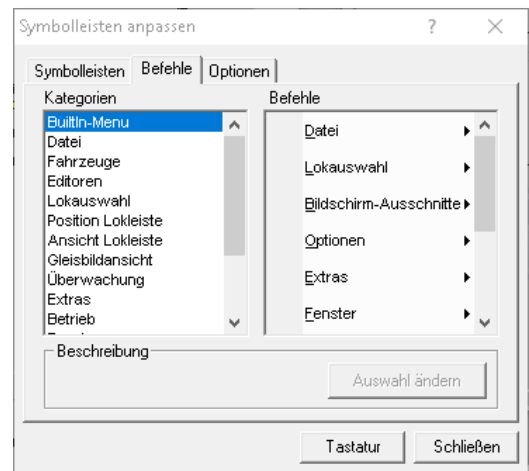 Symbolleisten anpassen
?
Symbolleisten Befehle Optionen
Kategorien
BuiltIn-Menu
Datei
Fahrzeuge
Editoren
Lokauswahl
Position Lokleiste
Ansicht Lokleiste
Gleisbildansicht
Überwachung
Extras
Betrieb
Befehle
Datei
Lokauswahl
Bildschirm-Ausschnitte
Optionen
Extras
Fenster
Beschreibung
Auswahl ändern
Tastatur
Schließen